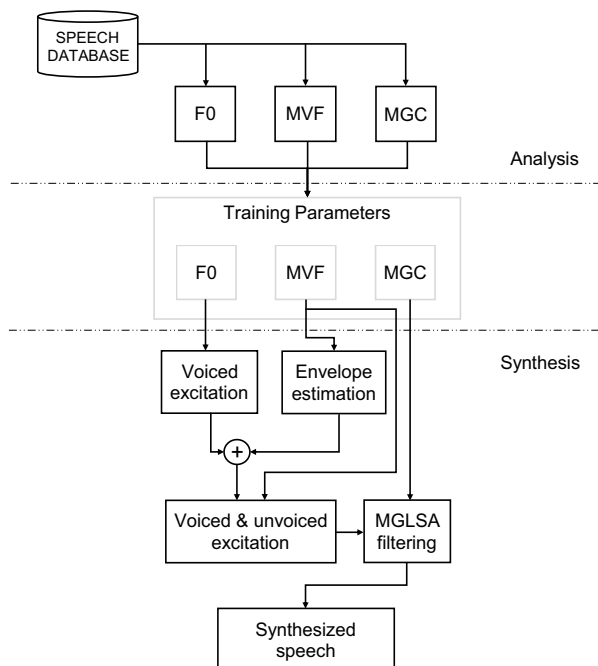 SPEECH
DATABASE
F0
MVF
MGC
Analysis
Training Parameters
F0
MVF
MGC
Synthesis
Voiced
excitation
Envelope
estimation
+
Voiced & unvoiced
excitation
MGLSA
filtering
Synthesized
speech